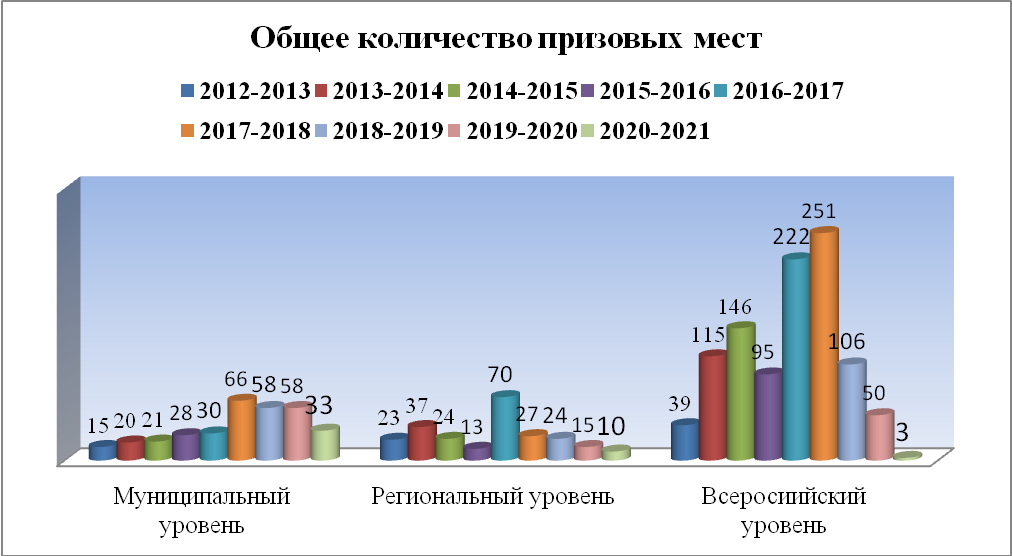 Общее количество призовых мест
2012-2013 2013-2014 2014-2015 2015-2016 2016-2017
2017-2018 2018-2019 2019-2020 2020-2021
15 20 21 28 30 66 58 58 33
23 37 24 13 70 27 24 15 10
39 115 146 95 222 251 106 50 3
Муниципальный
уровень
Региональный уровень
Всеросиийский
уровень